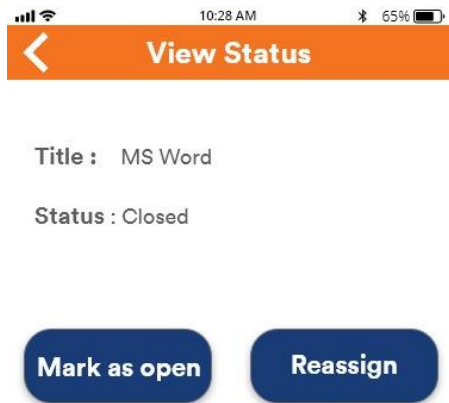 10:28 AM 65%
View Status
Title : MS Word
Status : Closed
Mark as open Reassign